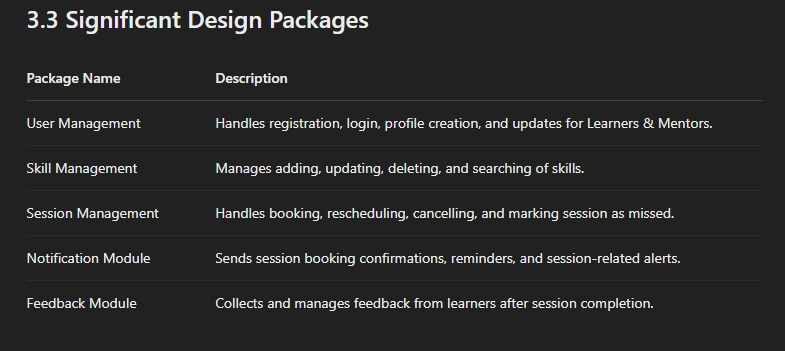 3.3 Significant Design Packages
Package Name Description
User Management Handles registration, login, profile creation, and updates for Learners & Mentors.
Skill Management Manages adding, updating, deleting, and searching of skills.
Session Management Handles booking, rescheduling, cancelling, and marking session as missed.
Notification Module Sends session booking confirmations, reminders, and session-related alerts.
Feedback Module Collects and manages feedback from learners after session completion.